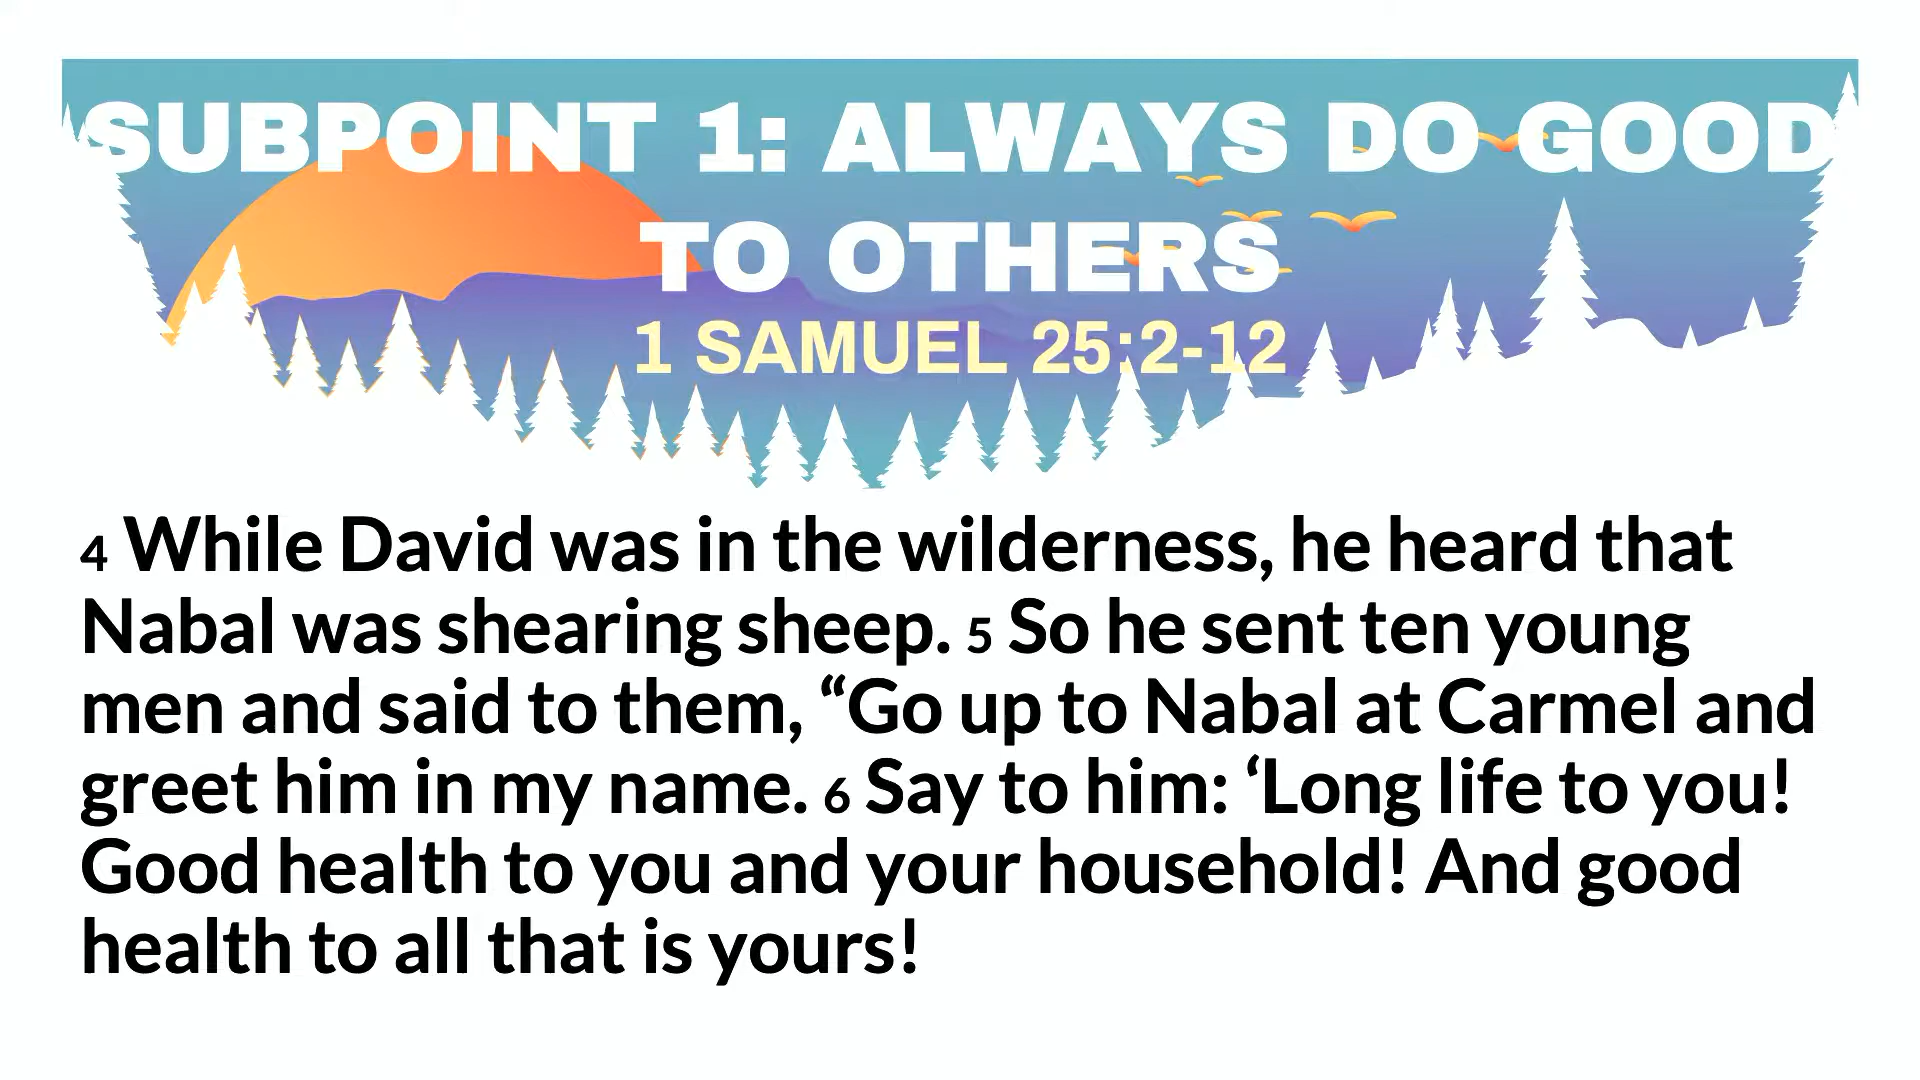 SUBPOINT 1: ALWAYS DO GOOD
TO OTHERS
1 SAMUEL 25:2-12
4 While David was in the wilderness, he heard that
Nabal was shearing sheep. 5 So he sent ten young
men and said to them, “Go up to Nabal at Carmel and
greet him in my name. 6 Say to him: ‘Long life to you!
Good health to you and your household! And good
health to all that is yours!